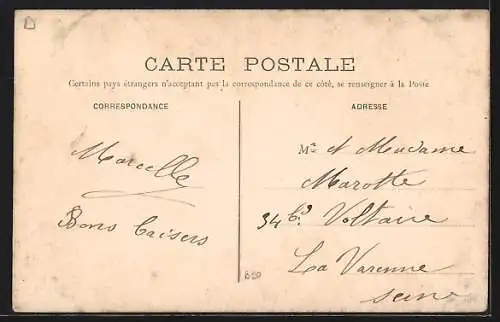 CARTE POSTALE
Certains pays étrangers n'acceptant pas la correspondance de ce côté, se renseigner à la Poste
CORRESPONDANCE
Marcelle
Bons baisers
ADRESSE
Mr et Madame
Marotte
34 Bd Voltaire
La Varenne
Seine